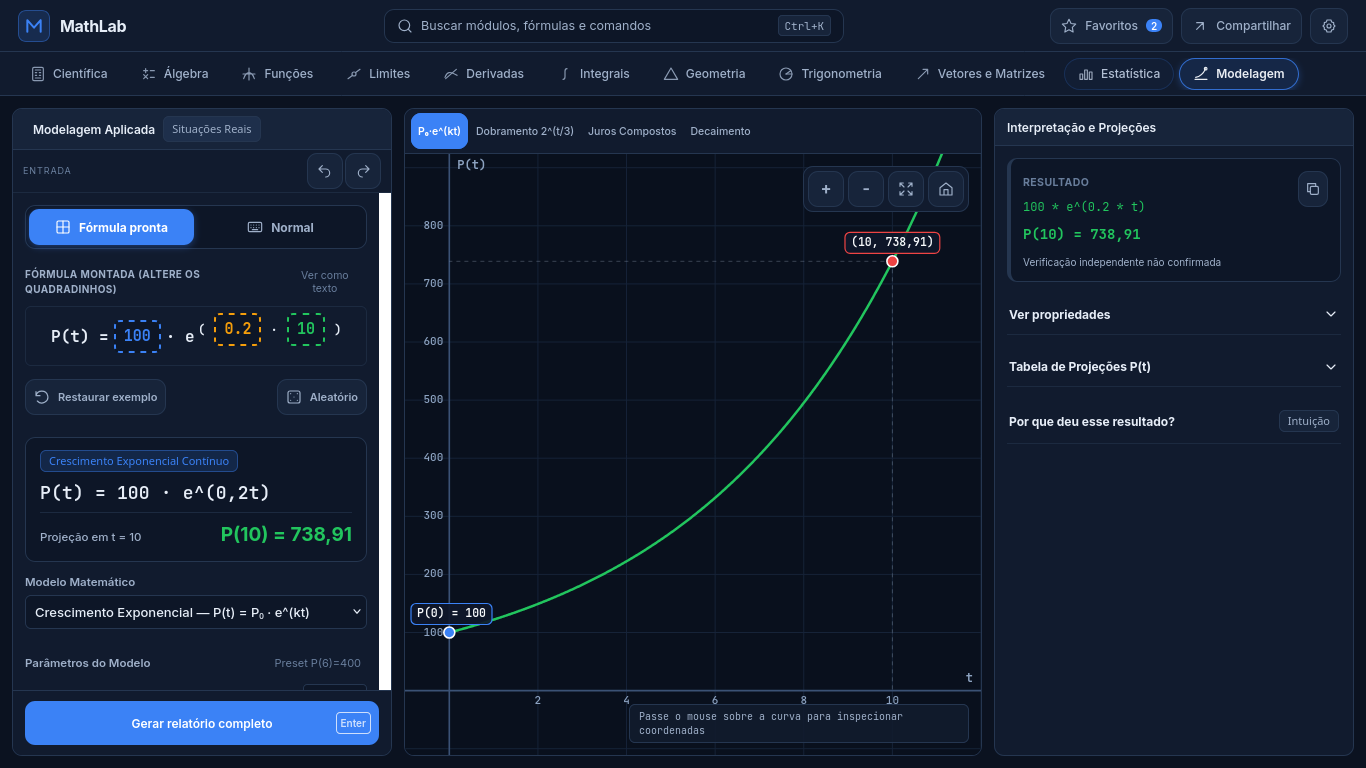 MathLab
Buscar módulos, fórmulas e comandos
Ctrl+K
Favoritos 2
Compartilhar
Científica
Álgebra
Funções
Limites
Derivadas
Integrais
Geometria
Trigonometria
Vetores e Matrizes
Estatística
Modelagem
Modelagem Aplicada
Situações Reais
ENTRADA
Fórmula pronta
Normal
FÓRMULA MONTADA (ALTERE OS
QUADRADINHOS)
Ver como
texto
P(t) = 100 · e ( 0.2 · 10 )
Restaurar exemplo
Aleatório
Crescimento Exponencial Contínuo
P(t) = 100 · e^(0,2t)
Projeção em t = 10
P(10) = 738,91
Modelo Matemático
Crescimento Exponencial — P(t) = P₀ · e^(kt)
Parâmetros do Modelo
Preset P(6)=400
Gerar relatório completo
Enter
P₀·e^(kt)
Dobramento 2^(t/3)
Juros Compostos
Decaimento
P(t)
+
-
800
700
600
500
400
300
200
100
(10, 738,91)
P(0) = 100
t
2
4
6
8
10
Passe o mouse sobre a curva para inspecionar
coordenadas
Interpretação e Projeções
RESULTADO
100 * e^(0.2 * t)
P(10) = 738,91
Verificação independente não confirmada
Ver propriedades
Tabela de Projeções P(t)
Por que deu esse resultado?
Intuição